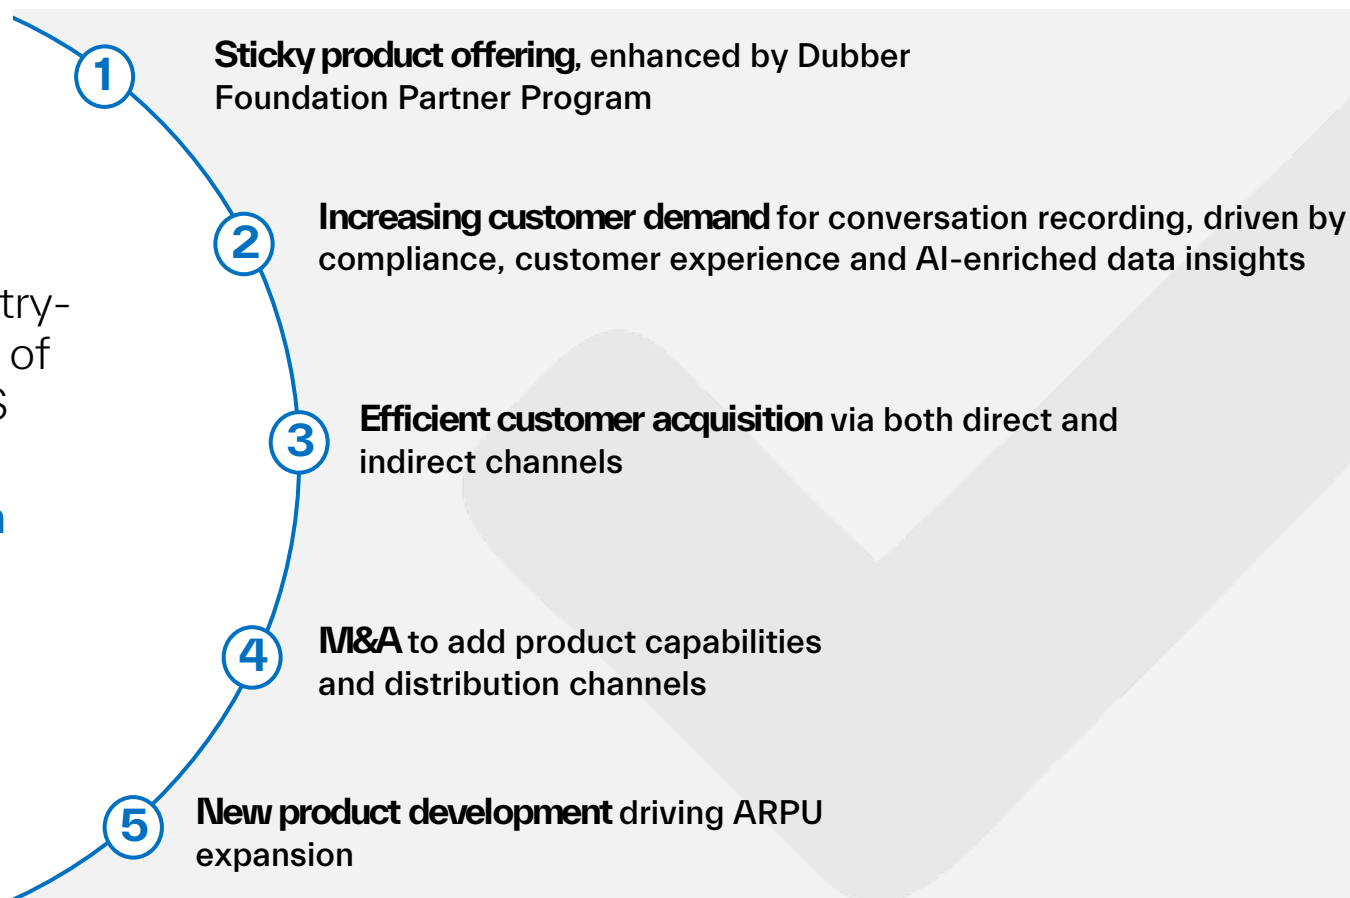 1
Sticky product offering, enhanced by Dubber
Foundation Partner Program
2
Increasing customer demand for conversation recording, driven by
compliance, customer experience and AI-enriched data insights
try-
of
3
Efficient customer acquisition via both direct and
indirect channels
4
M&A to add product capabilities
and distribution channels
5
New product development driving ARPU
expansion